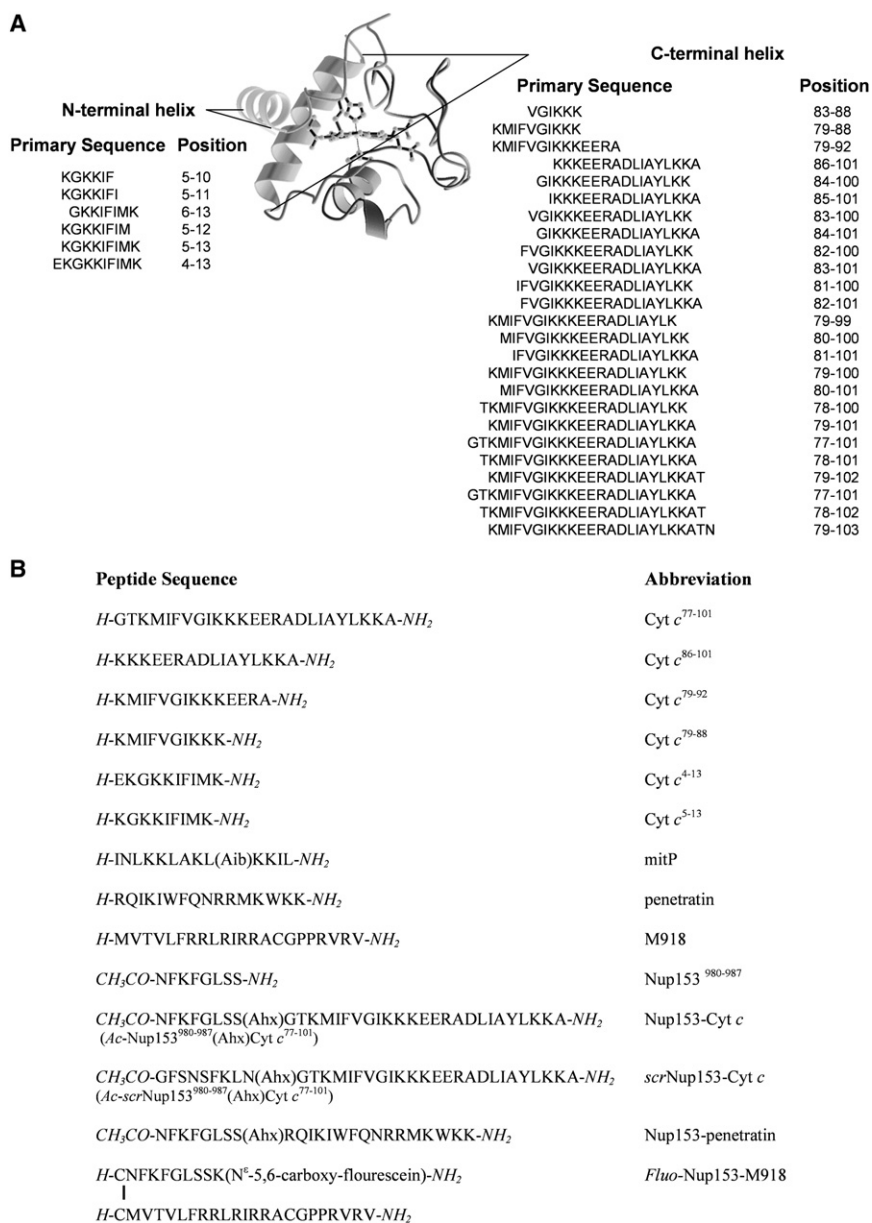 A
C-terminal helix
N-terminal helix
Primary Sequence Position
KGKKIF 5-10
KGKKIFI 5-11
GKKIFIMK 6-13
KGKKIFIM 5-12
KGKKIFIMK 5-13
EKGKKIFIMK 4-13
Primary Sequence Position
VGIKKK 83-88
KMIFVGIKKK 79-88
KMIFVGIKKKEERA 79-92
KKKEERADLIAYLKKA 86-101
GIKKKEERADLIAYLKK 84-100
IKKKEERADLIAYLKKA 85-101
VGIKKKEERADLIAYLKK 83-100
GIKKKEERADLIAYLKKA 84-101
FVGIKKKEERADLIAYLKK 82-100
VGIKKKEERADLIAYLKKA 83-101
IFVGIKKKEERADLIAYLKK 81-100
FVGIKKKEERADLIAYLKKA 82-101
KMIFVGIKKKEERADLIAYLK 79-99
MIFVGIKKKEERADLIAYLKK 80-100
IFVGIKKKEERADLIAYLKKA 81-101
KMIFVGIKKKEERADLIAYLKK 79-100
MIFVGIKKKEERADLIAYLKKA 80-101
TKMIFVGIKKKEERADLIAYLKK 78-100
KMIFVGIKKKEERADLIAYLKKA 79-101
GTKMIFVGIKKKEERADLIAYLKKA 77-101
TKMIFVGIKKKEERADLIAYLKKA 78-101
KMIFVGIKKKEERADLIAYLKKAT 79-102
GTKMIFVGIKKKEERADLIAYLKKA 77-101
TKMIFVGIKKKEERADLIAYLKKAT 78-102
KMIFVGIKKKEERADLIAYLKKATN 79-103
B
Peptide Sequence Abbreviation
H-GTKMIFVGIKKKEERADLIAYLKKA-NH₂ Cyt c⁷⁷⁻¹⁰¹
H-KKKEERADLIAYLKKA-NH₂ Cyt c⁸⁶⁻¹⁰¹
H-KMIFVGIKKKEERA-NH₂ Cyt c⁷⁹⁻⁹²
H-KMIFVGIKKK-NH₂ Cyt c⁷⁹⁻⁸⁸
H-EKGKKIFIMK-NH₂ Cyt c⁴⁻¹³
H-KGKKIFIMK-NH₂ Cyt c⁵⁻¹³
H-INLKKLAKL(Aib)KKIL-NH₂ mitP
H-RQIKIWFQNRRMKWKK-NH₂ penetratin
H-MVTVLFRRLRIRRACGPPRVRV-NH₂ M918
CH₃CO-NFKFGLSS-NH₂ Nup153 ⁹⁸⁰⁻⁹⁸⁷
CH₃CO-NFKFGLSS(Ahx)GTKMIFVGIKKKEERADLIAYLKKA-NH₂ Nup153-Cyt c
(Ac-Nup153⁹⁸⁰⁻⁹⁸⁷(Ahx)Cyt c⁷⁷⁻¹⁰¹)
CH₃CO-GFSNSFKLN(Ahx)GTKMIFVGIKKKEERADLIAYLKKA-NH₂ scrNup153-Cyt c
(Ac-scrNup153⁹⁸⁰⁻⁹⁸⁷(Ahx)Cyt c⁷⁷⁻¹⁰¹)
CH₃CO-NFKFGLSS(Ahx)RQIKIWFQNRRMKWKK-NH₂ Nup153-penetratin
H-CNFKFGLSSK(Nᵋ-5,6-carboxy-flourescein)-NH₂ Fluo-Nup153-M918
H-CMVTVLFRRLRIRRACGPPRVRV-NH₂